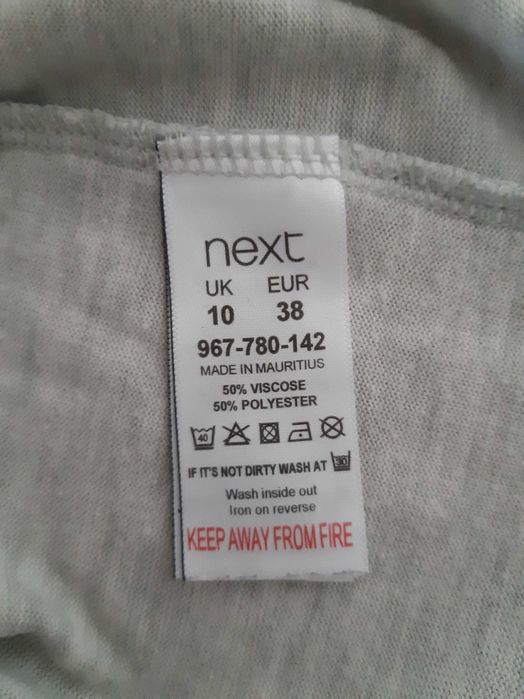 next
UK EUR
10 38
967-780-142
MADE IN MAURITIUS
50% VISCOSE
50% POLYESTER
40
IF IT'S NOT DIRTY WASH AT 30
Wash inside out
Iron on reverse
KEEP AWAY FROM FIRE